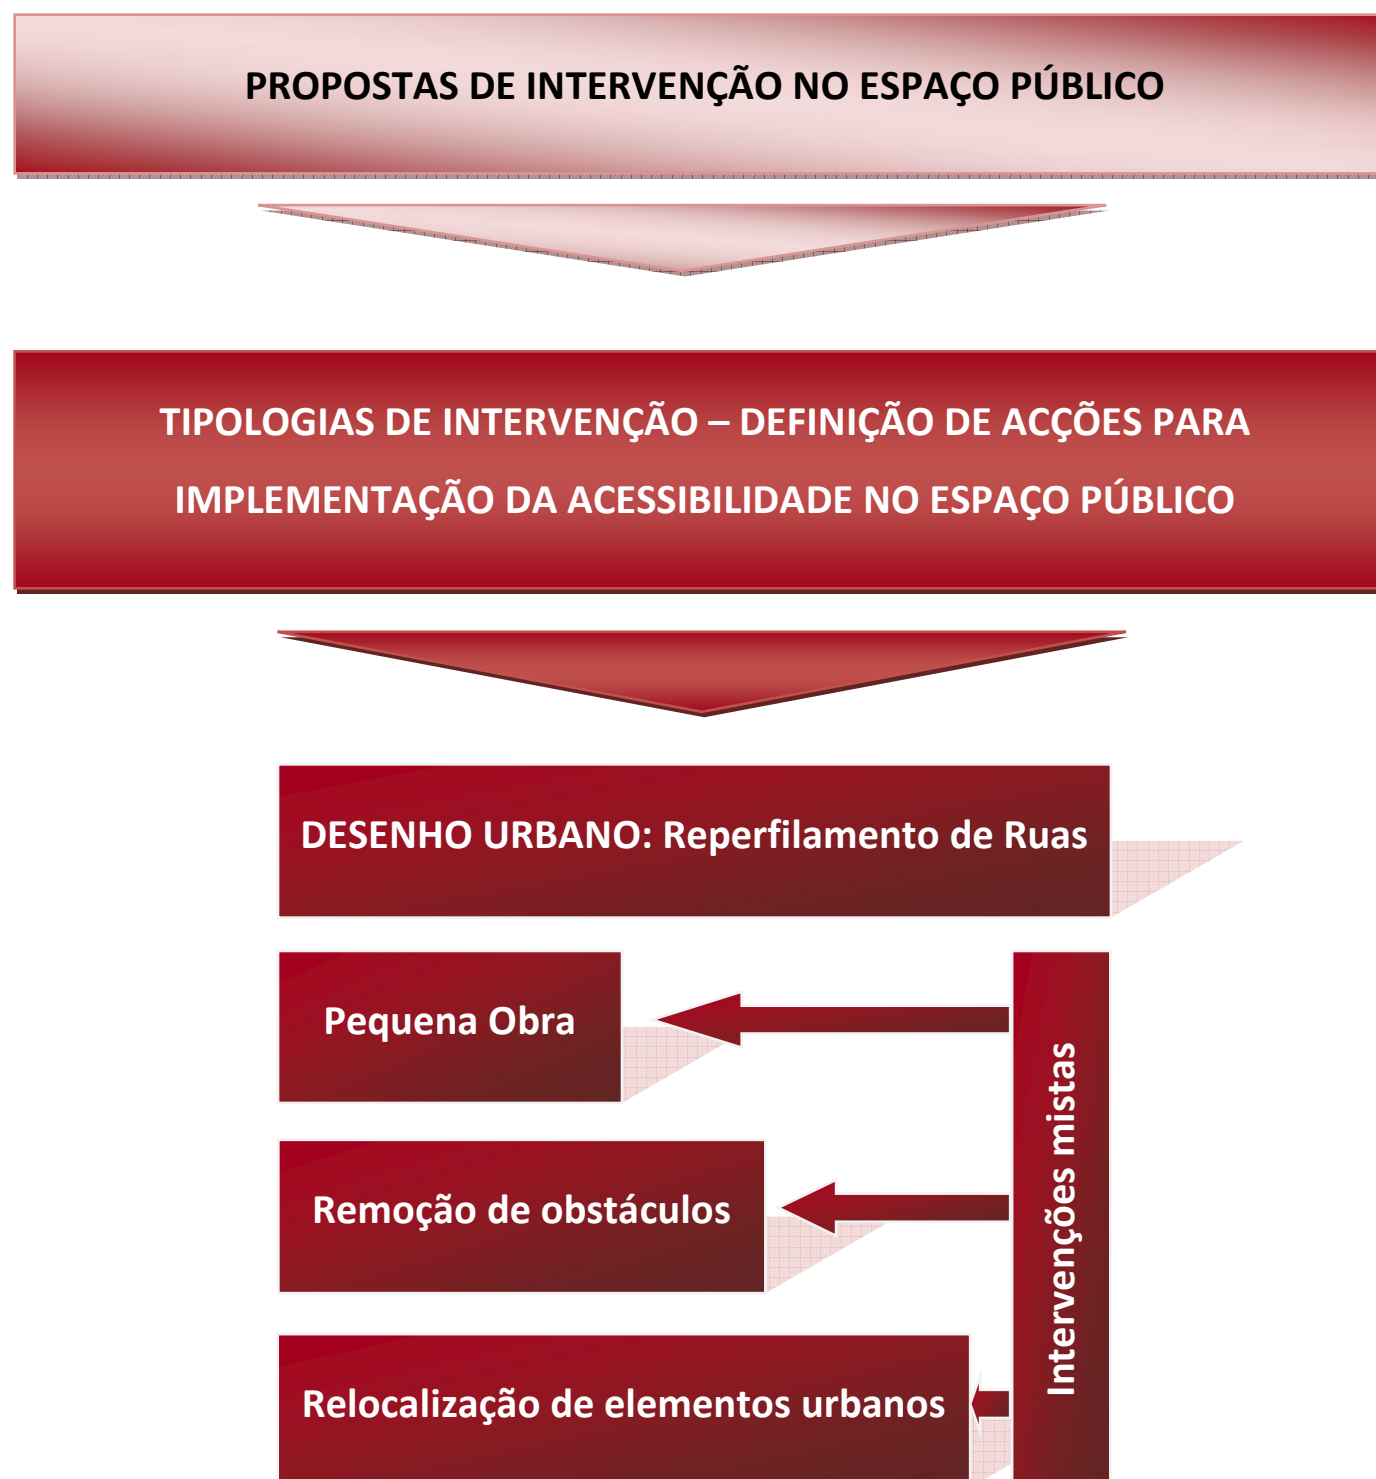 PROPOSTAS DE INTERVENÇÃO NO ESPAÇO PÚBLICO
TIPOLOGIAS DE INTERVENÇÃO – DEFINIÇÃO DE ACÇÕES PARA
IMPLEMENTAÇÃO DA ACESSIBILIDADE NO ESPAÇO PÚBLICO
DESENHO URBANO: Reperfilamento de Ruas
Pequena Obra
Remoção de obstáculos
Relocalização de elementos urbanos
Intervenções mistas